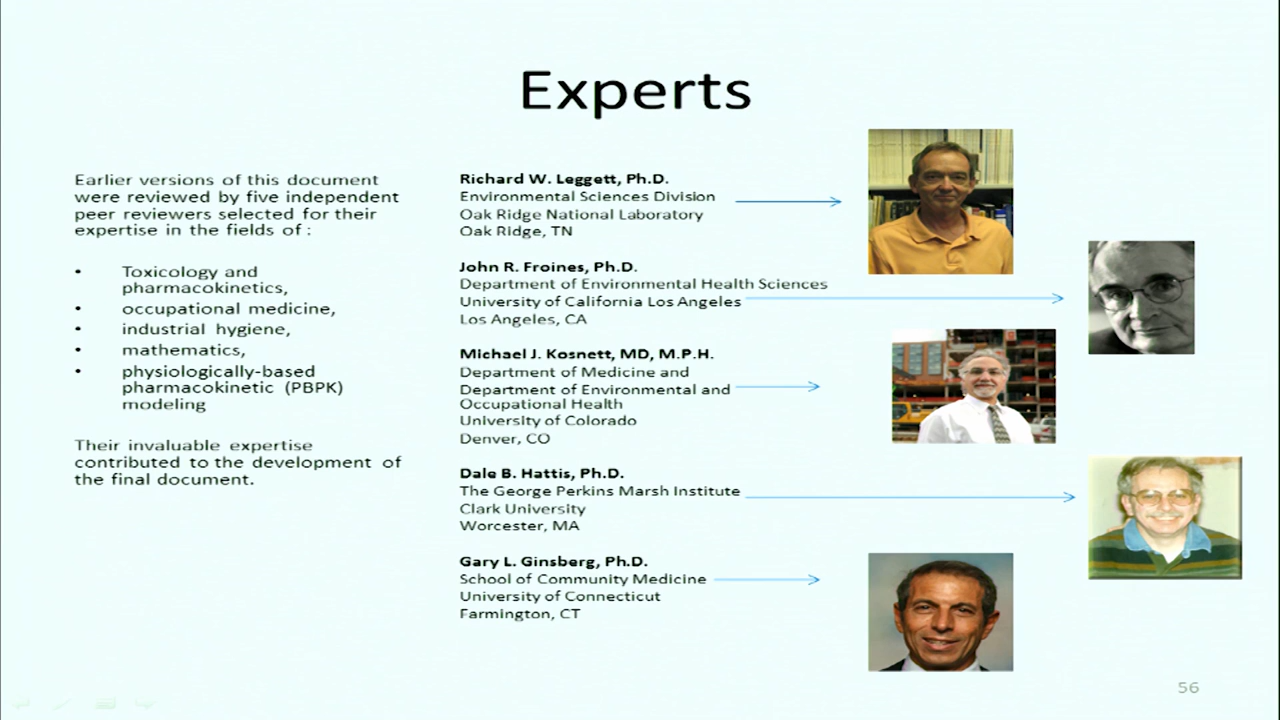 Experts
Earlier versions of this document
were reviewed by five independent
peer reviewers selected for their
expertise in the fields of :
• Toxicology and
pharmacokinetics,
• occupational medicine,
• industrial hygiene,
• mathematics,
• physiologically-based
pharmacokinetic (PBPK)
modeling
Their invaluable expertise
contributed to the development of
the final document.
Richard W. Leggett, Ph.D.
Environmental Sciences Division
Oak Ridge National Laboratory
Oak Ridge, TN
John R. Froines, Ph.D.
Department of Environmental Health Sciences
University of California Los Angeles
Los Angeles, CA
Michael J. Kosnett, MD, M.P.H.
Department of Medicine and
Department of Environmental and
Occupational Health
University of Colorado
Denver, CO
Dale B. Hattis, Ph.D.
The George Perkins Marsh Institute
Clark University
Worcester, MA
Gary L. Ginsberg, Ph.D.
School of Community Medicine
University of Connecticut
Farmington, CT
56